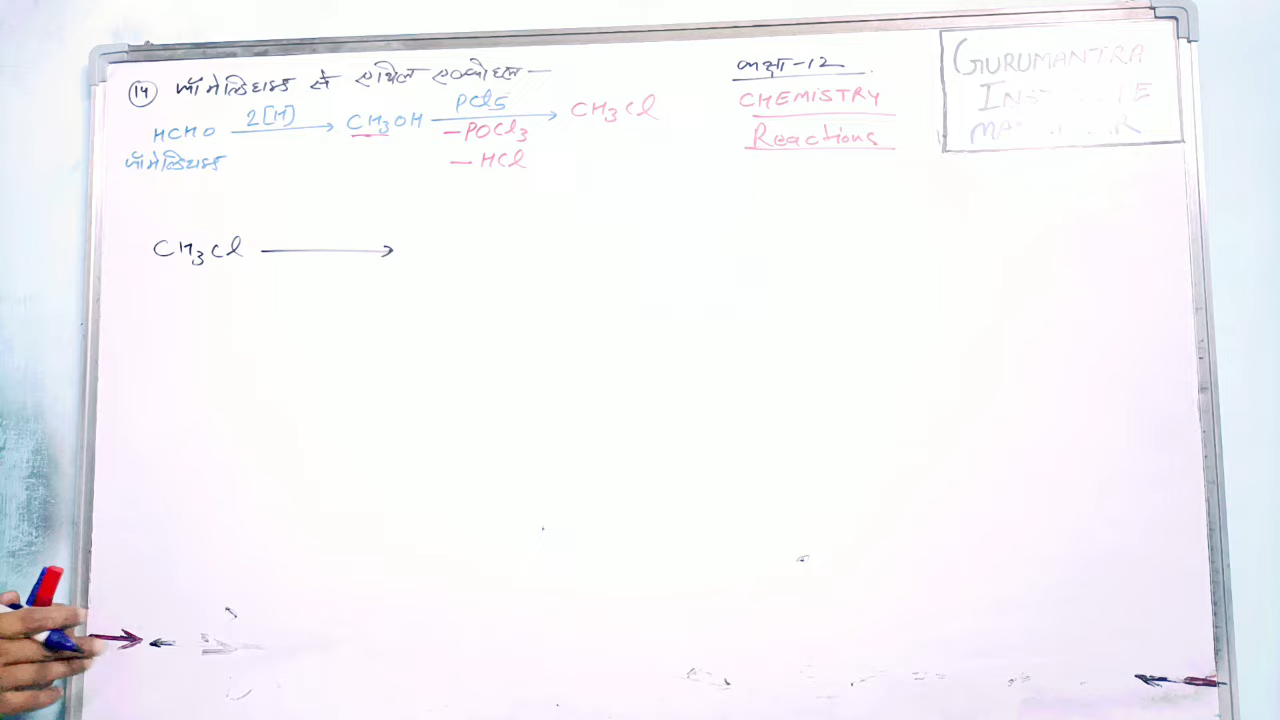 (14) फॉर्मेल्डिहाइड से एथिल एल्कोहल —
HCHO 2[H] → CH3OH PCl5 → CH3Cl
—POCl3
—HCl
फॉर्मेल्डिहाइड
CH3Cl →
कक्षा-12
CHEMISTRY
Reactions
GURUMANTRA